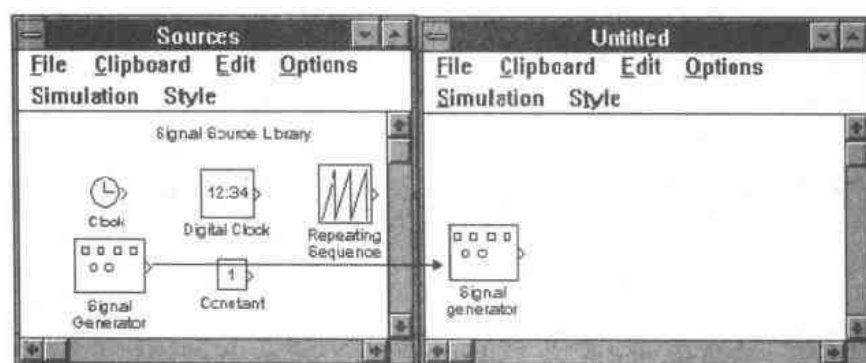 Sources
File Clipboard Edit Options
Simulation Style
Signal Source Library
12:34
Clock
Digital Clock
Repeating
Sequence
1
Signal
Generator
Constant
Untitled
File Clipboard Edit Options
Simulation Style
Signal
generator